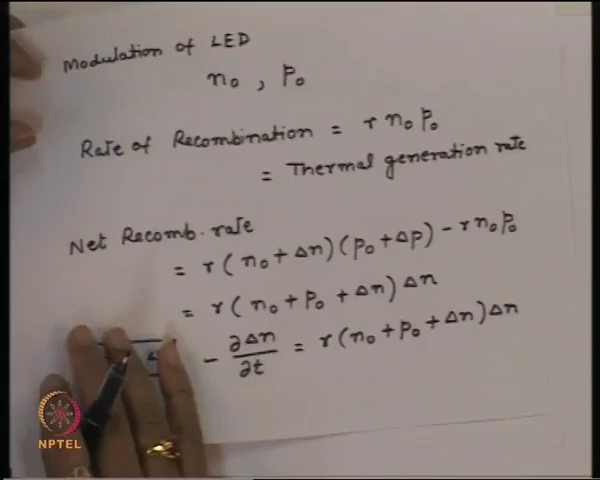 Modulation of LED
n₀ , p₀
Rate of Recombination = r n₀ p₀
= Thermal generation rate
Net Recomb. rate
= r (n₀ + Δn) (p₀ + Δp) - r n₀ p₀
= r (n₀ + p₀ + Δn) Δn
- ∂Δn/∂t = r (n₀ + p₀ + Δn) Δn
NPTEL